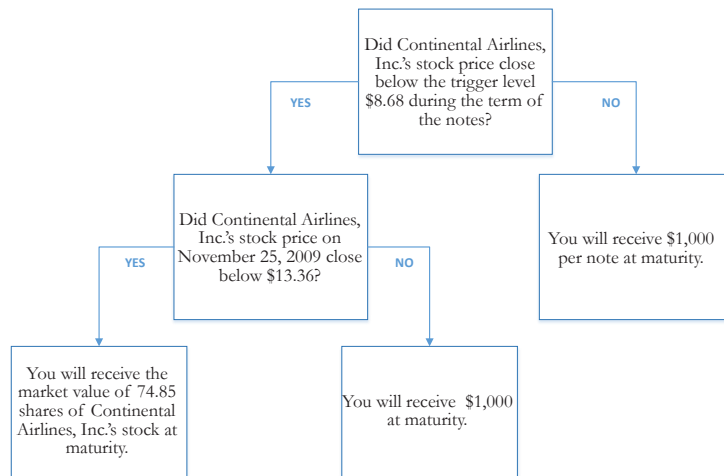 Did Continental Airlines,
Inc.'s stock price close
below the trigger level
$8.68 during the term of
the notes?
YES
NO
Did Continental Airlines,
Inc.'s stock price on
November 25, 2009 close
below $13.36?
You will receive $1,000
per note at maturity.
YES
NO
You will receive the
market value of 74.85
shares of Continental
Airlines, Inc.'s stock at
maturity.
You will receive $1,000
at maturity.